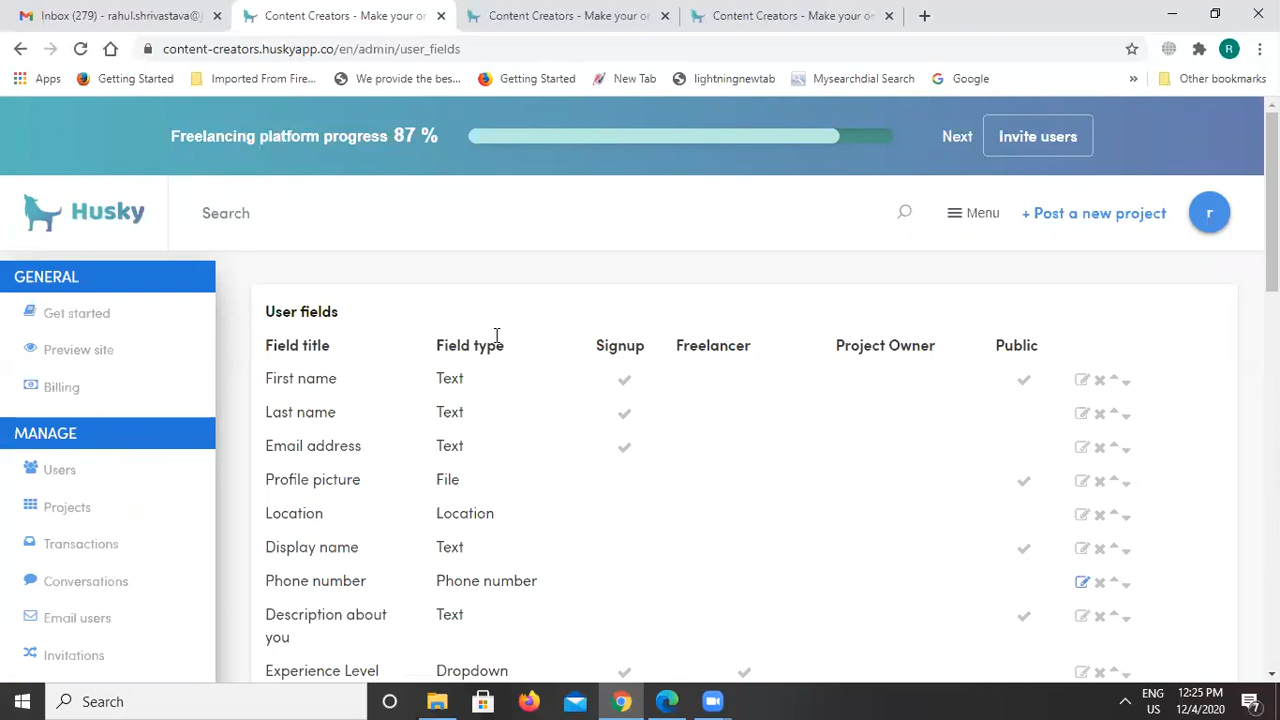 Inbox (279) - rahul.shrivastava@
Content Creators - Make your or
Content Creators - Make your or
Content Creators - Make your or
content-creators.huskyapp.co/en/admin/user_fields
R
Apps
Getting Started
Imported From Fire...
We provide the bes...
Getting Started
New Tab
lightningnewtab
Mysearchdial Search
Google
»
Other bookmarks
Freelancing platform progress 87 %
Next
Invite users
Husky
Search
Menu
+ Post a new project
r
GENERAL
Get started
Preview site
Billing
MANAGE
Users
Projects
Transactions
Conversations
Email users
Invitations
User fields
Field title Field type Signup Freelancer Project Owner Public
First name Text
Last name Text
Email address Text
Profile picture File
Location Location
Display name Text
Phone number Phone number
Description about Text
you
Experience Level Dropdown
Search
ENG
US
12:25 PM
12/4/2020
7